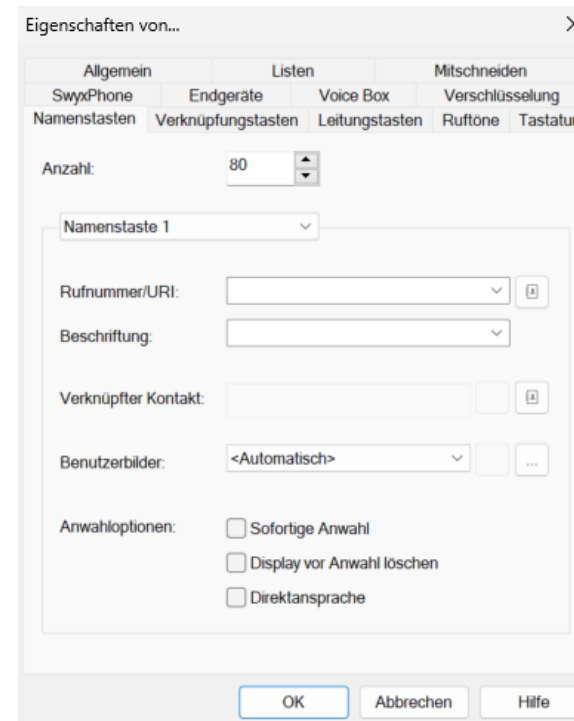 Eigenschaften von...
Allgemein Listen Mitschneiden
SwyxPhone Endgeräte Voice Box Verschlüsselung
Namenstasten Verknüpfungstasten Leitungstasten Ruftöne Tastatur
Anzahl: 80
Namenstaste 1
Rufnummer/URI:
Beschriftung:
Verknüpfter Kontakt:
Benutzerbilder: <Automatisch> ...
Anwahloptionen: Sofortige Anwahl
Display vor Anwahl löschen
Direktansprache
OK Abbrechen Hilfe